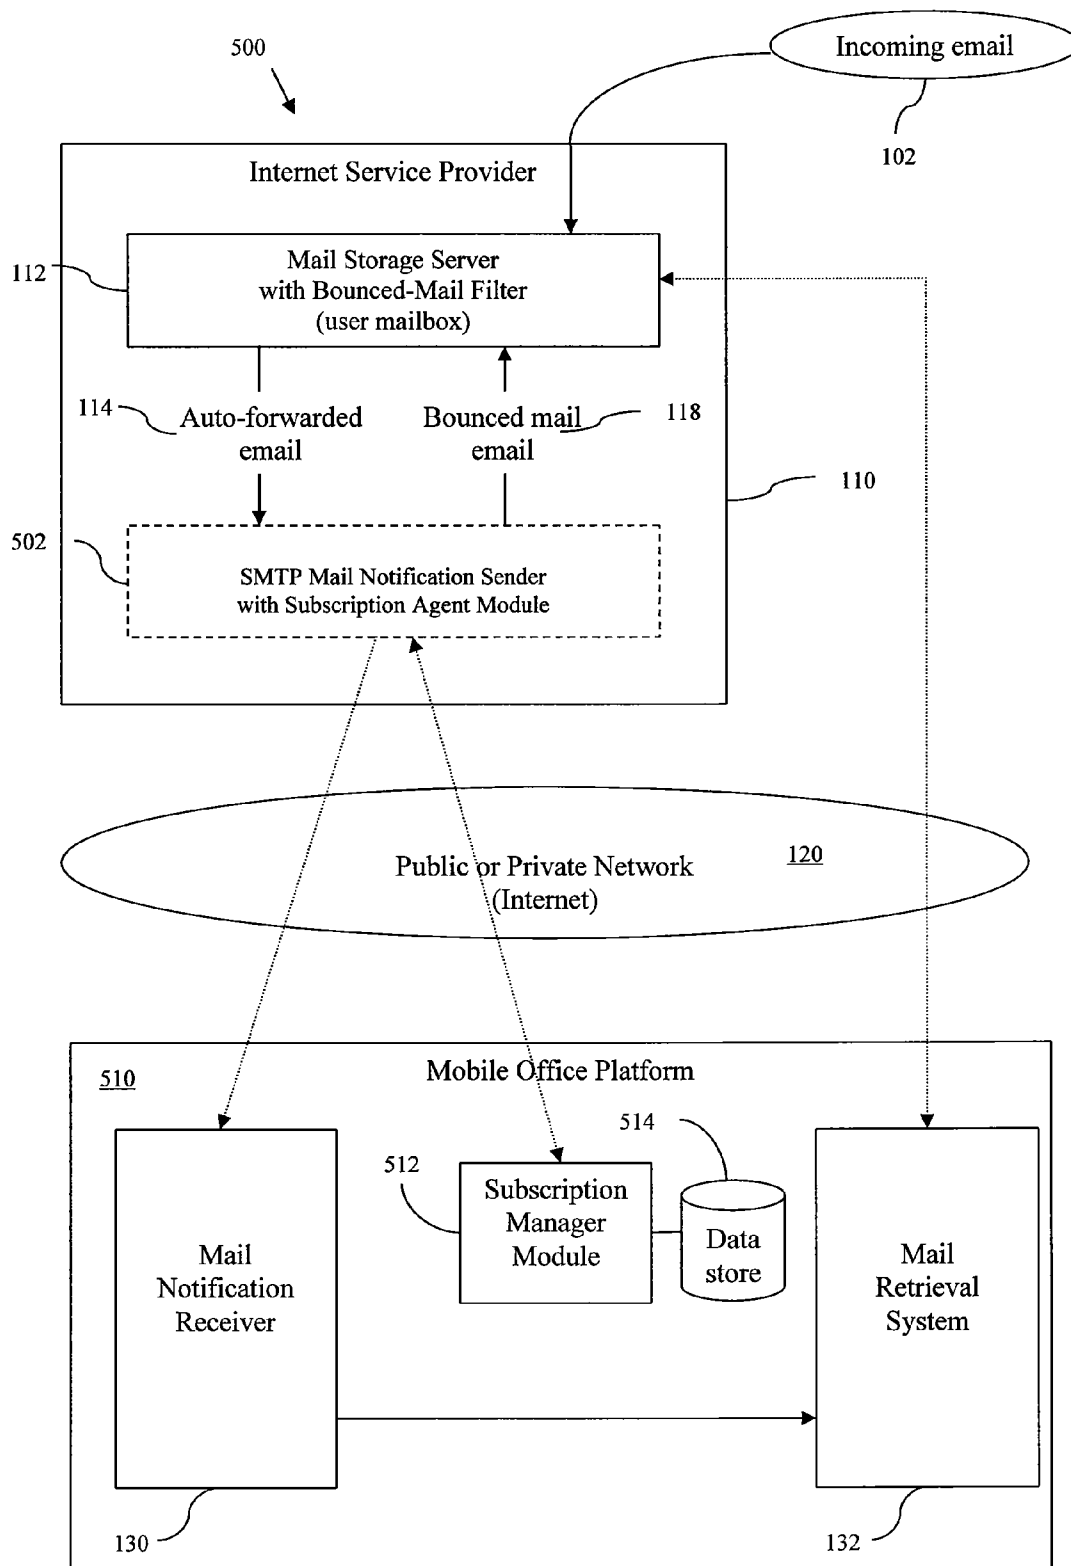 500
Incoming email
102
Internet Service Provider
112
Mail Storage Server
with Bounced-Mail Filter
(user mailbox)
114
Auto-forwarded
email
Bounced mail
email
118
110
502
SMTP Mail Notification Sender
with Subscription Agent Module
120
Public or Private Network
(Internet)
510
Mobile Office Platform
514
512
Subscription
Manager
Module
Data
store
Mail
Notification
Receiver
Mail
Retrieval
System
130
132